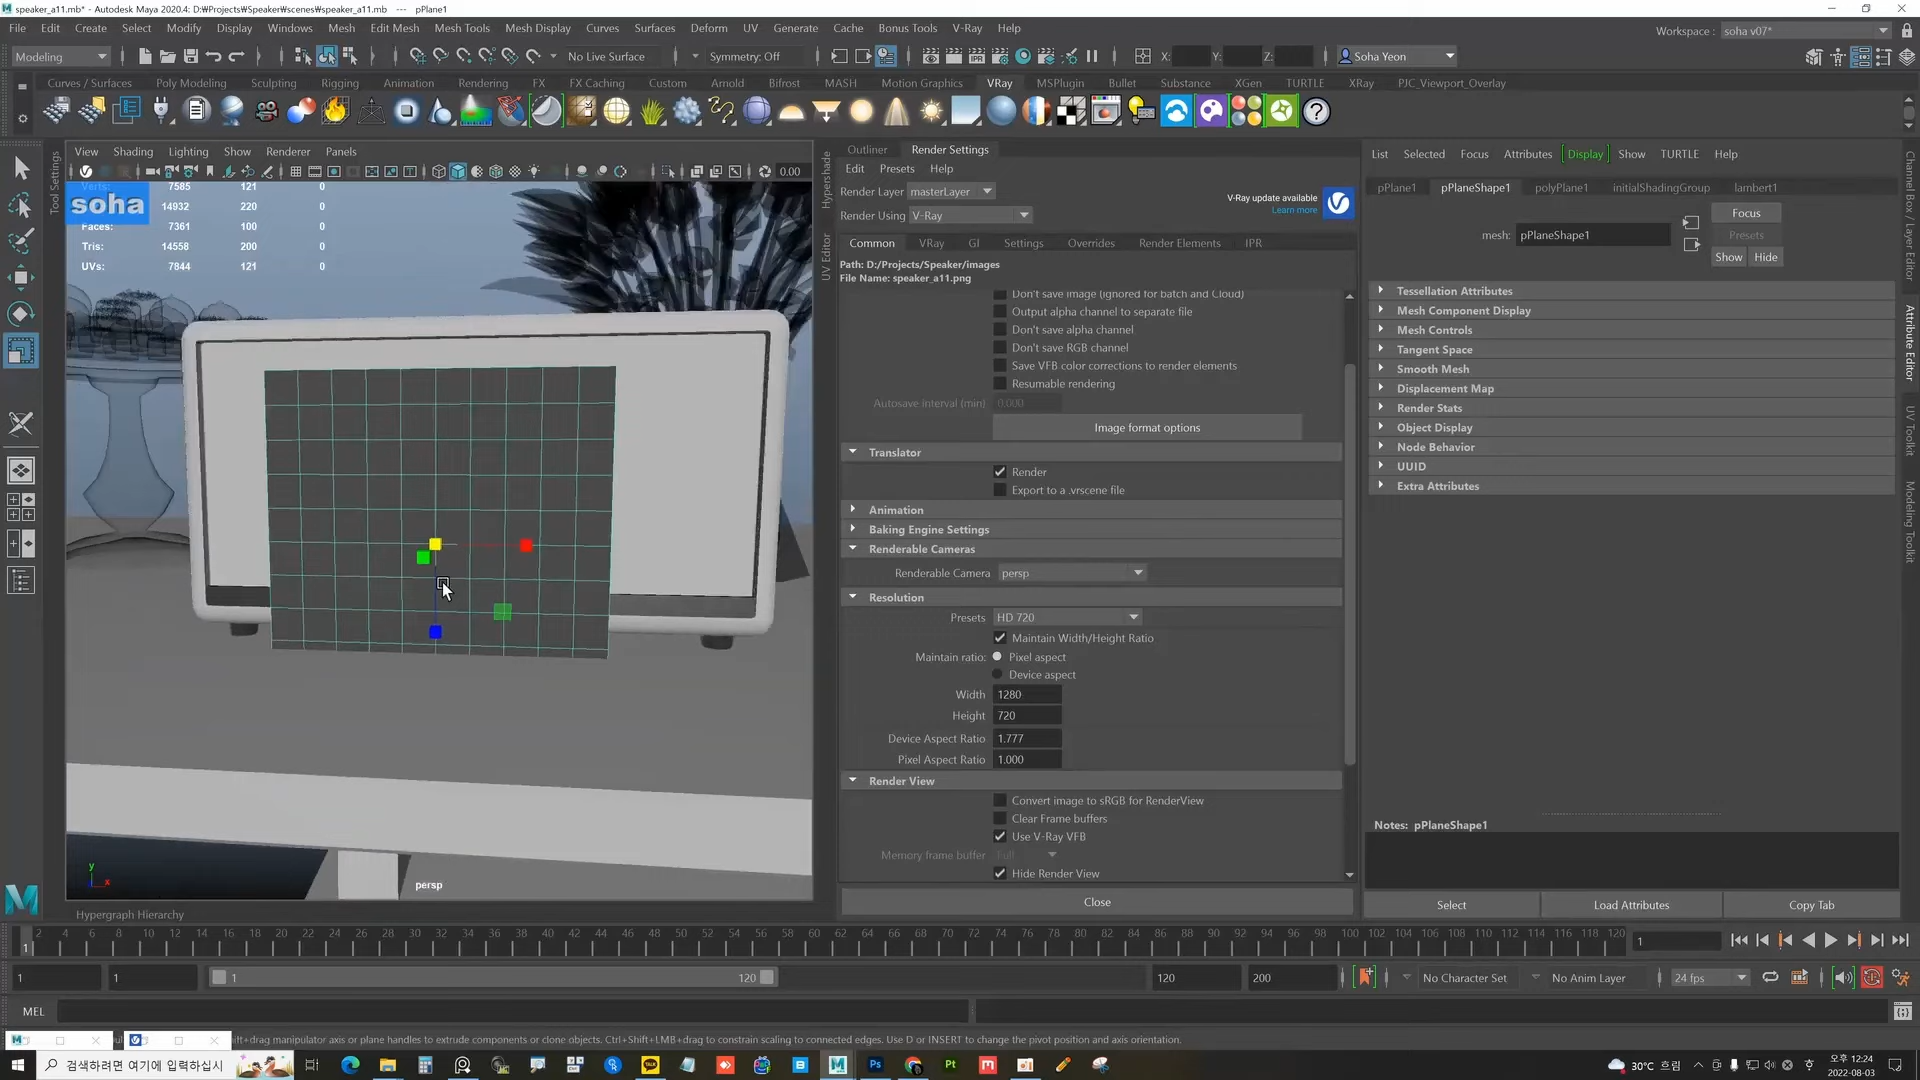 speaker_a11.mb* - Autodesk Maya 2020.4: D:₩Projects₩Speaker₩scenes₩speaker_a11.mb --- pPlane1
File Edit Create Select Modify Display Windows Mesh Edit Mesh Mesh Tools Mesh Display Curves Surfaces Deform UV Generate Cache Bonus Tools V-Ray Help
Workspace : soha v07*
Modeling No Live Surface Symmetry: Off X: Y: Z: Soha Yeon
Curves / Surfaces Poly Modeling Sculpting Rigging Animation Rendering FX FX Caching Custom Arnold Bifrost MASH Motion Graphics VRay MSPlugin Bullet Substance XGen TURTLE XRay PJC_Viewport_Overlay
Tool Settings
View Shading Lighting Show Renderer Panels
0.00
Verts: 7585 121 0
soha
14932 220 0
Faces: 7361 100 0
Tris: 14558 200 0
UVs: 7844 121 0
persp
Hypergraph Hierarchy
Hypershade
UV Editor
Outliner Render Settings
Edit Presets Help
Render Layer masterLayer
Render Using V-Ray
V-Ray update available
Learn more
Common VRay GI Settings Overrides Render Elements IPR
Path: D:/Projects/Speaker/images
File Name: speaker_a11.png
Don't save image (ignored for batch and Cloud)
Output alpha channel to separate file
Don't save alpha channel
Don't save RGB channel
Save VFB color corrections to render elements
Resumable rendering
Autosave interval (min) 0.000
Image format options
Translator
Render
Export to a .vrscene file
Animation
Baking Engine Settings
Renderable Cameras
Renderable Camera persp
Resolution
Presets HD 720
Maintain Width/Height Ratio
Maintain ratio: Pixel aspect
Device aspect
Width 1280
Height 720
Device Aspect Ratio 1.777
Pixel Aspect Ratio 1.000
Render View
Convert image to sRGB for RenderView
Clear Frame buffers
Use V-Ray VFB
Memory frame buffer Full
Hide Render View
Close
List Selected Focus Attributes Display Show TURTLE Help
pPlane1 pPlaneShape1 polyPlane1 initialShadingGroup lambert1
mesh: pPlaneShape1
Focus
Presets
Show Hide
Tessellation Attributes
Mesh Component Display
Mesh Controls
Tangent Space
Smooth Mesh
Displacement Map
Render Stats
Object Display
Node Behavior
UUID
Extra Attributes
Notes: pPlaneShape1
Select Load Attributes Copy Tab
Channel Box / Layer Editor
Attribute Editor
UV Toolkit
Modeling Toolkit
2 4 6 8 10 12 14 16 18 20 22 24 26 28 30 32 34 36 38 40 42 44 46 48 50 52 54 56 58 60 62 64 66 68 70 72 74 76 78 80 82 84 86 88 90 92 94 96 98 100 102 104 106 108 110 112 114 116 118 120
1
1
1 1 1 120 120 200 No Character Set No Anim Layer 24 fps
MEL
ift+drag manipulator axis or plane handles to extrude components or clone objects. Ctrl+Shift+LMB+drag to constrain scaling to connected edges. Use D or INSERT to change the pivot position and axis orientation.
검색하려면 여기에 입력하십시
30°C 흐림
오후 12:24
2022-08-03